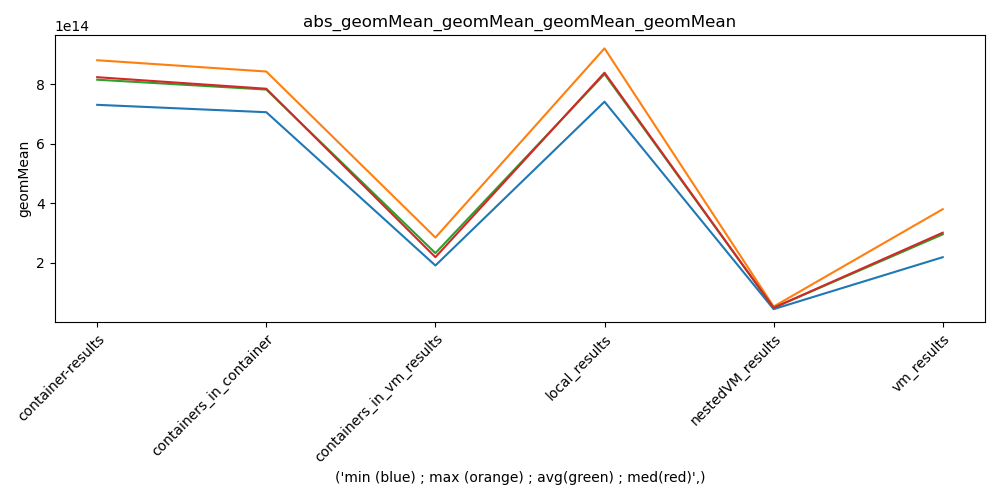 abs_geomMean_geomMean_geomMean_geomMean
1e14
8
6
4
2
geomMean
container-results
containers_in_container
containers_in_vm_results
local_results
nestedVM_results
vm_results
('min (blue) ; max (orange) ; avg(green) ; med(red)',)